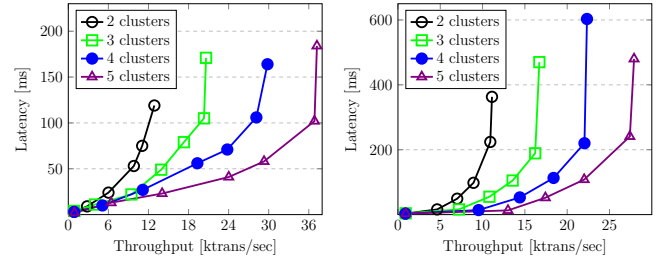 200
150
100
50
Latency [ms]
2 clusters
3 clusters
4 clusters
5 clusters
0 6 12 18 24 30 36
Throughput [ktrans/sec]
600
400
200
Latency [ms]
2 clusters
3 clusters
4 clusters
5 clusters
0 5 10 15 20 25
Throughput [ktrans/sec]